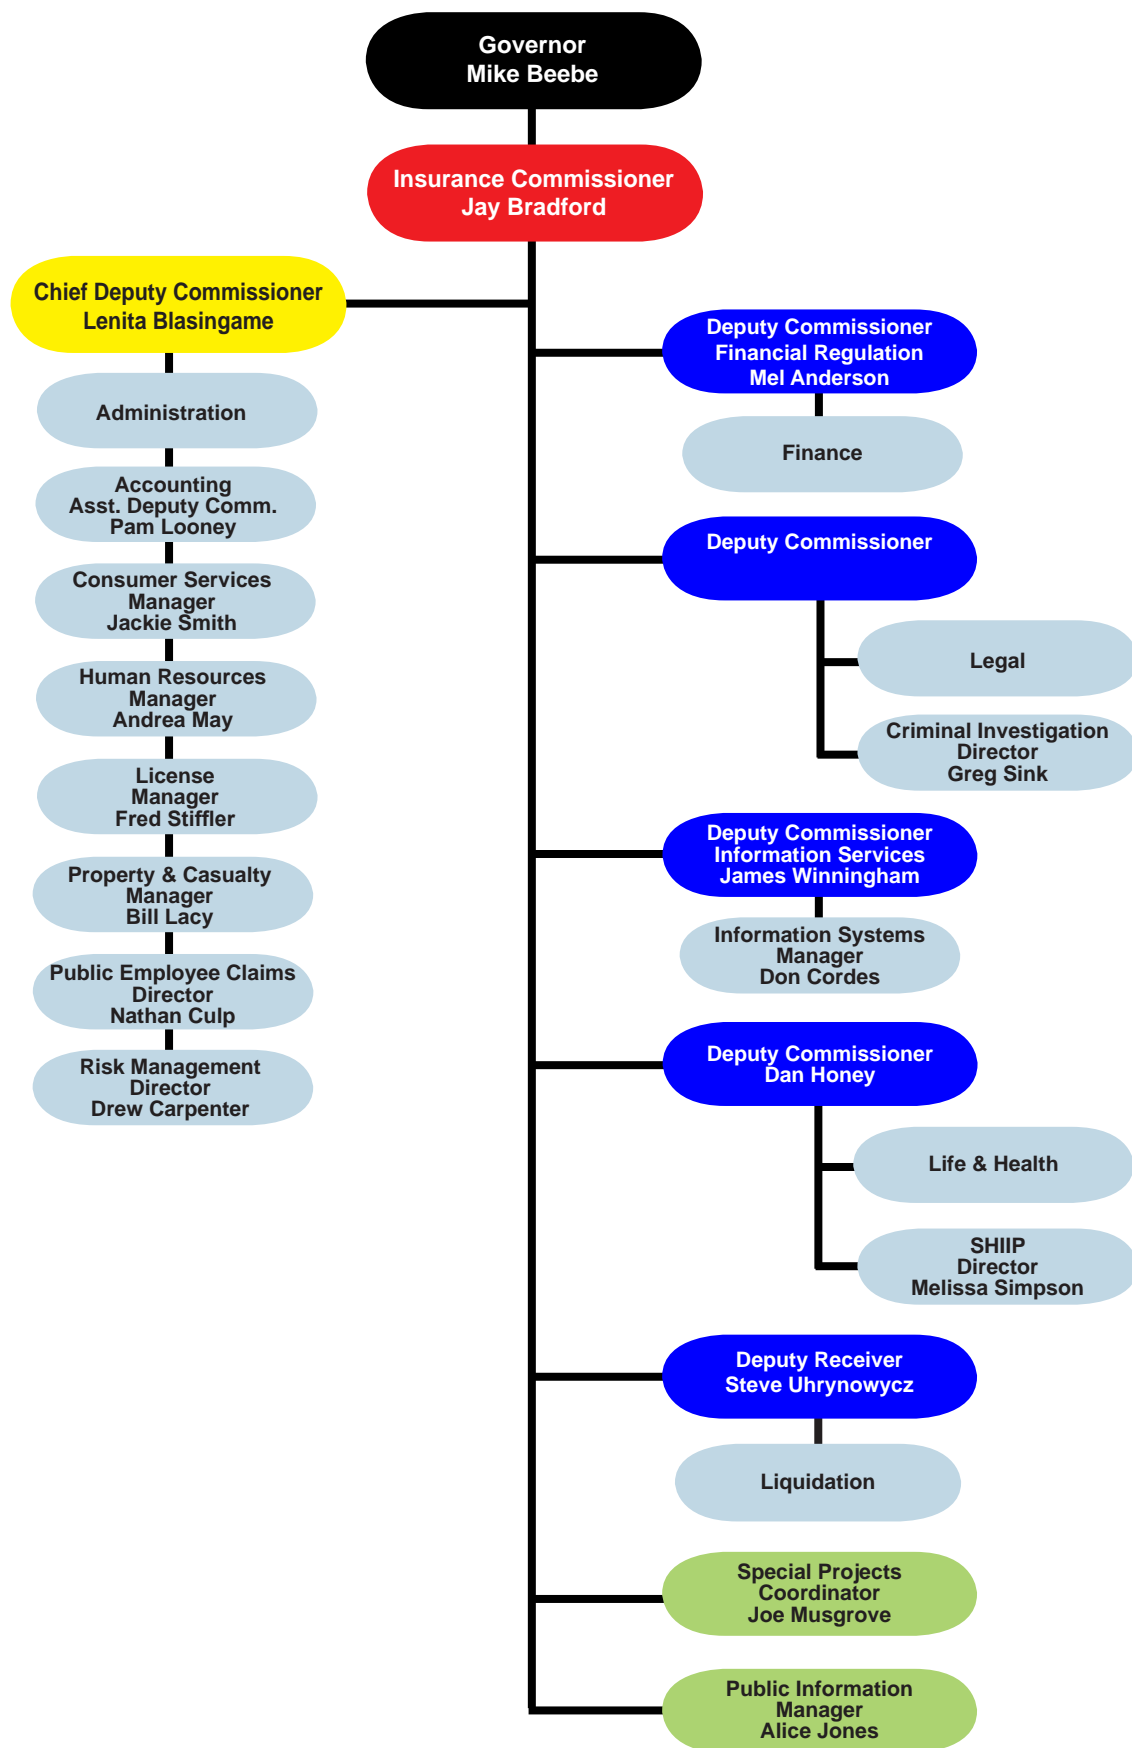 Governor
Mike Beebe
Insurance Commissioner
Jay Bradford
Chief Deputy Commissioner
Lenita Blasingame
Administration
Accounting
Asst. Deputy Comm.
Pam Looney
Consumer Services
Manager
Jackie Smith
Human Resources
Manager
Andrea May
License
Manager
Fred Stiffler
Property & Casualty
Manager
Bill Lacy
Public Employee Claims
Director
Nathan Culp
Risk Management
Director
Drew Carpenter
Deputy Commissioner
Financial Regulation
Mel Anderson
Finance
Deputy Commissioner
Legal
Criminal Investigation
Director
Greg Sink
Deputy Commissioner
Information Services
James Winningham
Information Systems
Manager
Don Cordes
Deputy Commissioner
Dan Honey
Life & Health
SHIIP
Director
Melissa Simpson
Deputy Receiver
Steve Uhrynowycz
Liquidation
Special Projects
Coordinator
Joe Musgrove
Public Information
Manager
Alice Jones